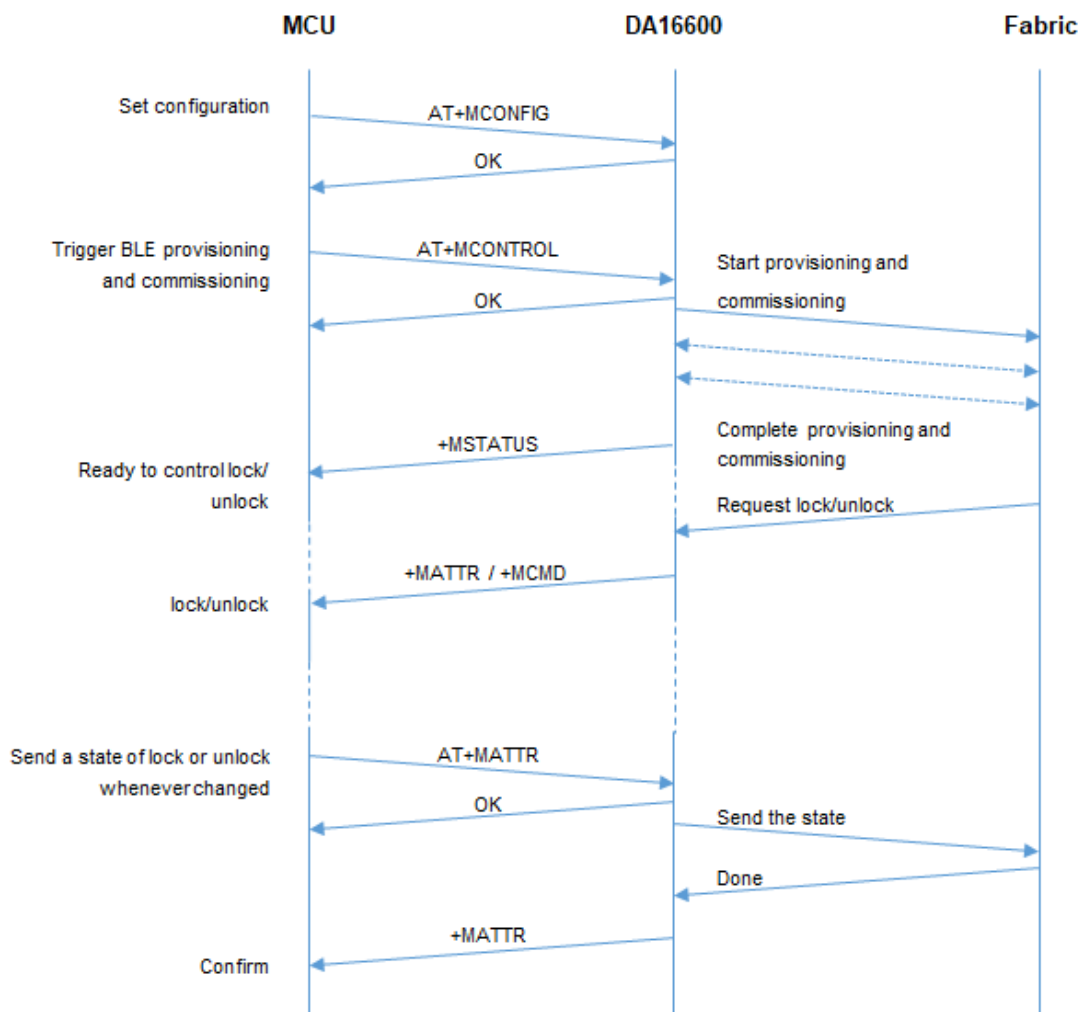 MCU DA16600 Fabric
Set configuration
AT+MCONFIG
OK
Trigger BLE provisioning
and commissioning
AT+MCONTROL
Start provisioning and
commissioning
OK
+MSTATUS
Complete provisioning and
commissioning
Ready to control lock/
unlock
Request lock/unlock
+MATTR / +MCMD
lock/unlock
Send a state of lock or unlock
whenever changed
AT+MATTR
OK
Send the state
Done
+MATTR
Confirm